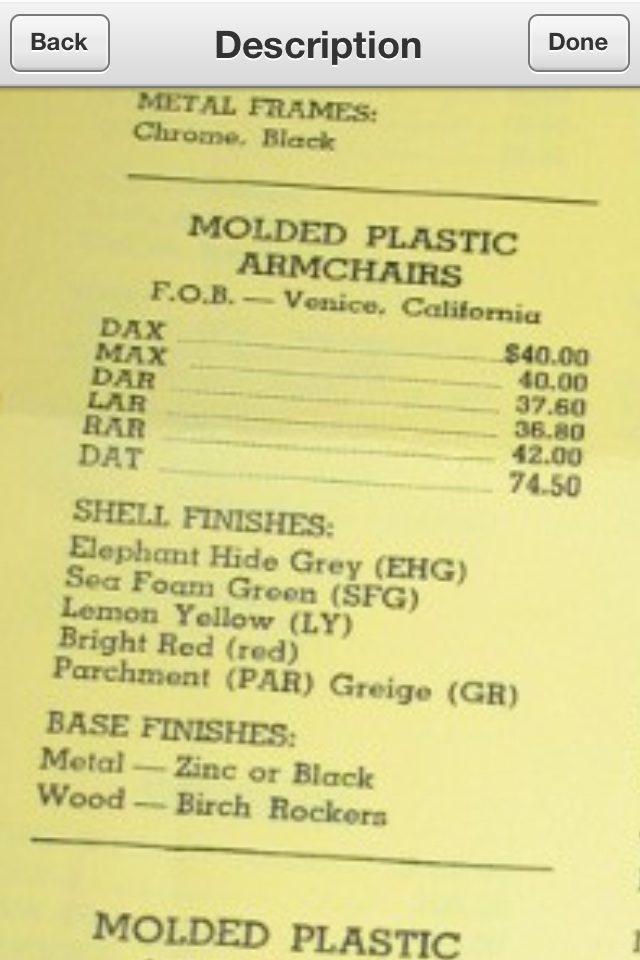 Back Description Done
METAL FRAMES:
Chrome, Black
MOLDED PLASTIC
ARMCHAIRS
F.O.B. — Venice, California
DAX $40.00
MAX 40.00
DAR 37.60
LAR 36.80
RAR 42.00
DAT 74.50
SHELL FINISHES:
Elephant Hide Grey (EHG)
Sea Foam Green (SFG)
Lemon Yellow (LY)
Bright Red (red)
Parchment (PAR) Greige (GR)
BASE FINISHES:
Metal — Zinc or Black
Wood — Birch Rockers
MOLDED PLASTIC